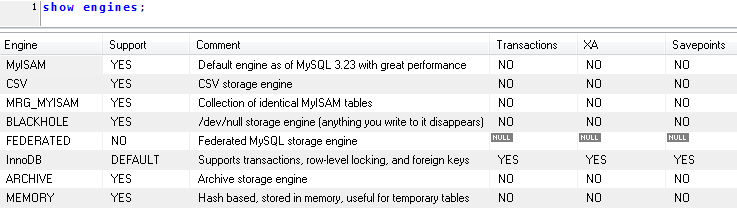 1 show engines;
Engine Support Comment Transactions XA Savepoints
MyISAM YES Default engine as of MySQL 3.23 with great performance NO NO NO
CSV YES CSV storage engine NO NO NO
MRG_MYISAM YES Collection of identical MyISAM tables NO NO NO
BLACKHOLE YES /dev/null storage engine (anything you write to it disappears) NO NO NO
FEDERATED NO Federated MySQL storage engine NULL NULL NULL
InnoDB DEFAULT Supports transactions, row-level locking, and foreign keys YES YES YES
ARCHIVE YES Archive storage engine NO NO NO
MEMORY YES Hash based, stored in memory, useful for temporary tables NO NO NO